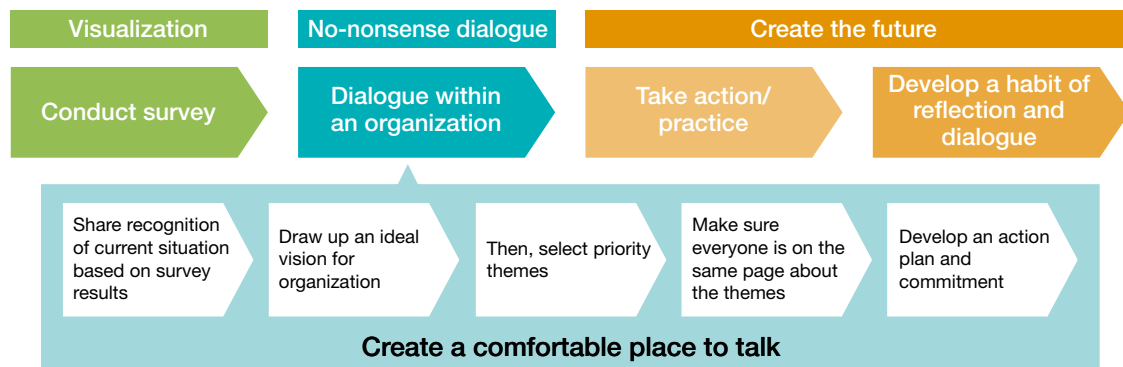 Visualization
No-nonsense dialogue
Create the future
Conduct survey
Dialogue within
an organization
Take action/
practice
Develop a habit of
reflection and
dialogue
Share recognition
of current situation
based on survey
results
Draw up an ideal
vision for
organization
Then, select priority
themes
Make sure
everyone is on the
same page about
the themes
Develop an action
plan and
commitment
Create a comfortable place to talk